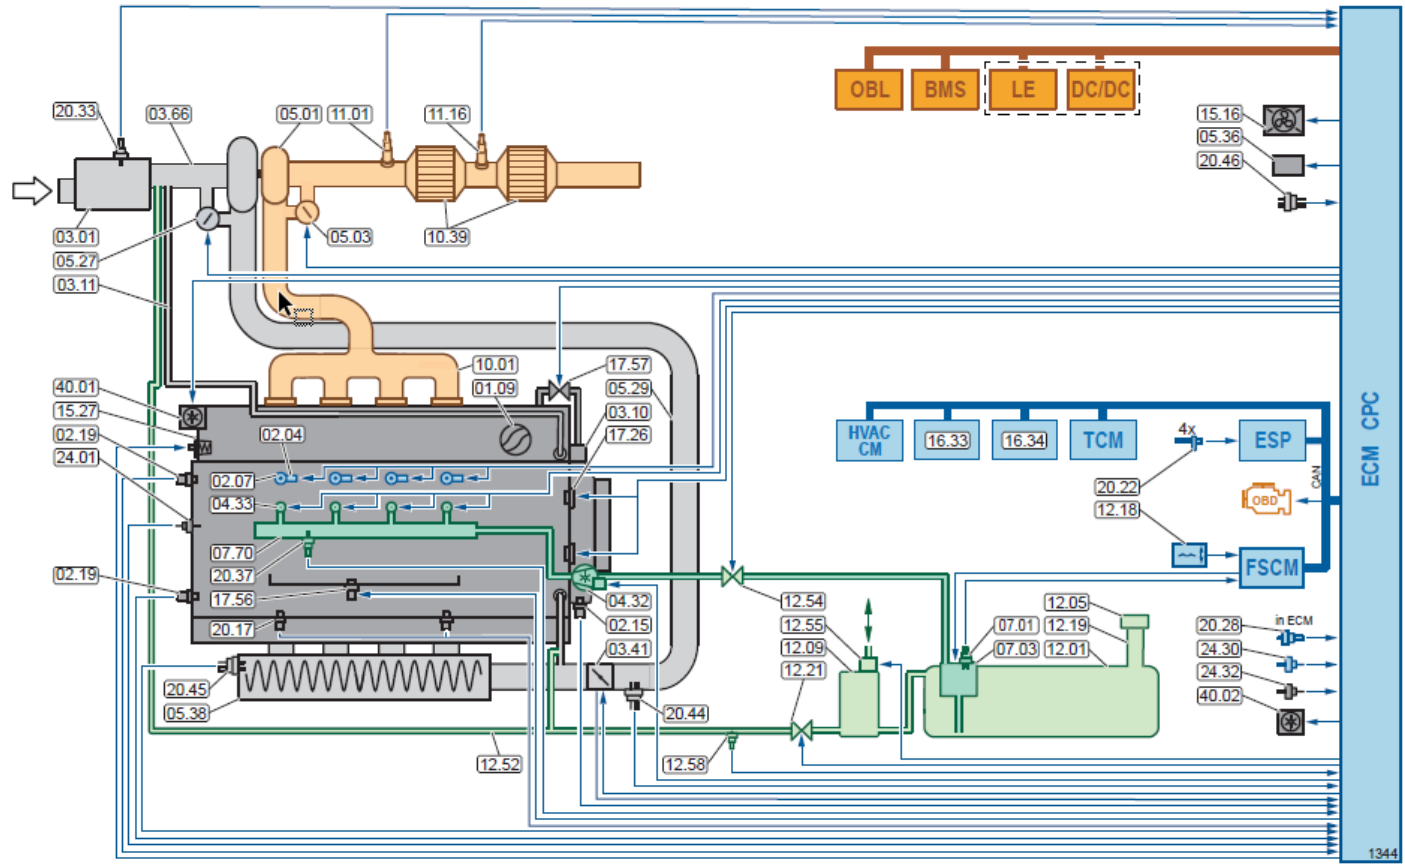 OBL BMS LE DC/DC
20.33 03.66 05.01 11.01 11.16
15.16
05.36
20.46
03.01 05.03 10.39
05.27
03.11
10.01 17.57
40.01 01.09 05.29
15.27 03.10
02.19 02.04 17.26
24.01 02.07
04.33
07.70
20.37
02.19 17.56 04.32
20.17 02.15
03.41
20.45
05.38 20.44
12.52 12.58
HVAC CM 16.33 16.34 TCM 4x ESP
20.22
12.18
CAN
OBD
FSCM
ECM CPC
12.54 12.05
12.55 07.01 12.19
12.09 07.03 12.01
12.21
in ECM
20.28
24.30
24.32
40.02
1344